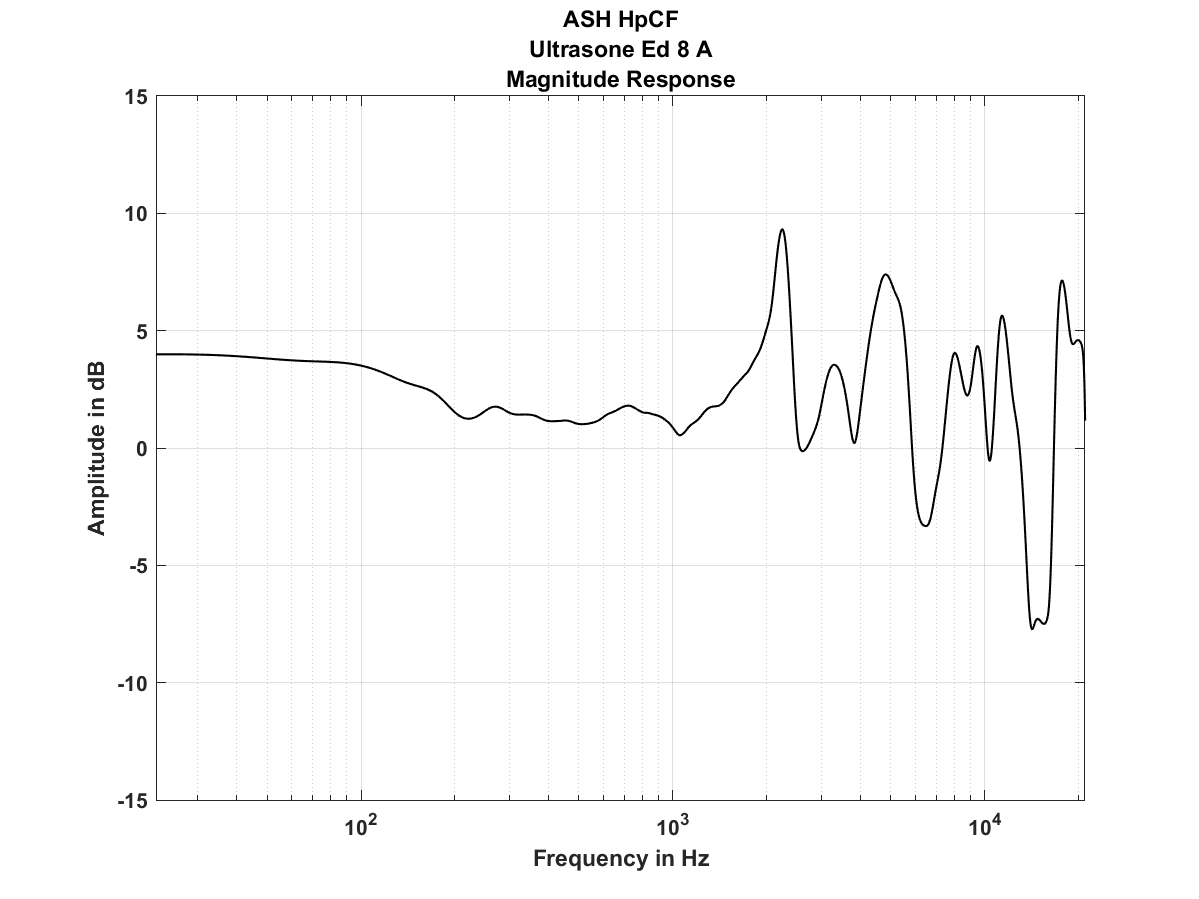 ASH HpCF
Ultrasone Ed 8 A
Magnitude Response
15
10
5
0
-5
-10
-15
Amplitude in dB
10² 10³ 10⁴
Frequency in Hz